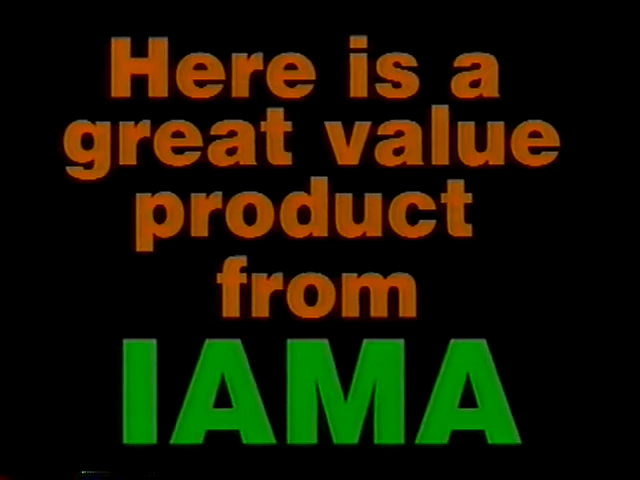 Here is a
great value
product
from
IAMA